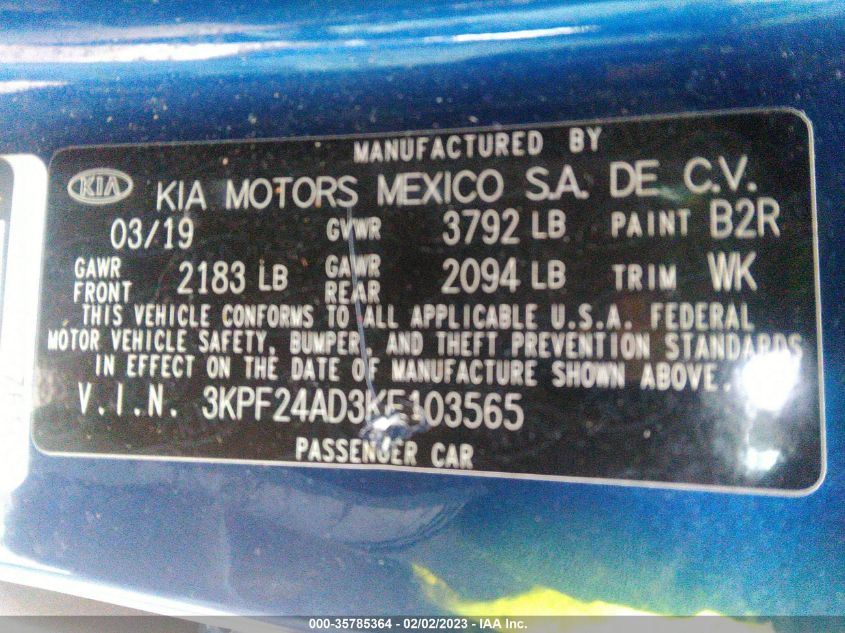 MANUFACTURED BY
KIA KIA MOTORS MEXICO S.A. DE C.V.
03/19 GVWR 3792 LB PAINT B2R
GAWR FRONT 2183 LB GAWR REAR 2094 LB TRIM WK
THIS VEHICLE CONFORMS TO ALL APPLICABLE U.S.A. FEDERAL
MOTOR VEHICLE SAFETY, BUMPER, AND THEFT PREVENTION STANDARDS
IN EFFECT ON THE DATE OF MANUFACTURE SHOWN ABOVE.
V.I.N. 3KPF24AD3KE103565
PASSENGER CAR
000-35785364 - 02/02/2023 - IAA Inc.